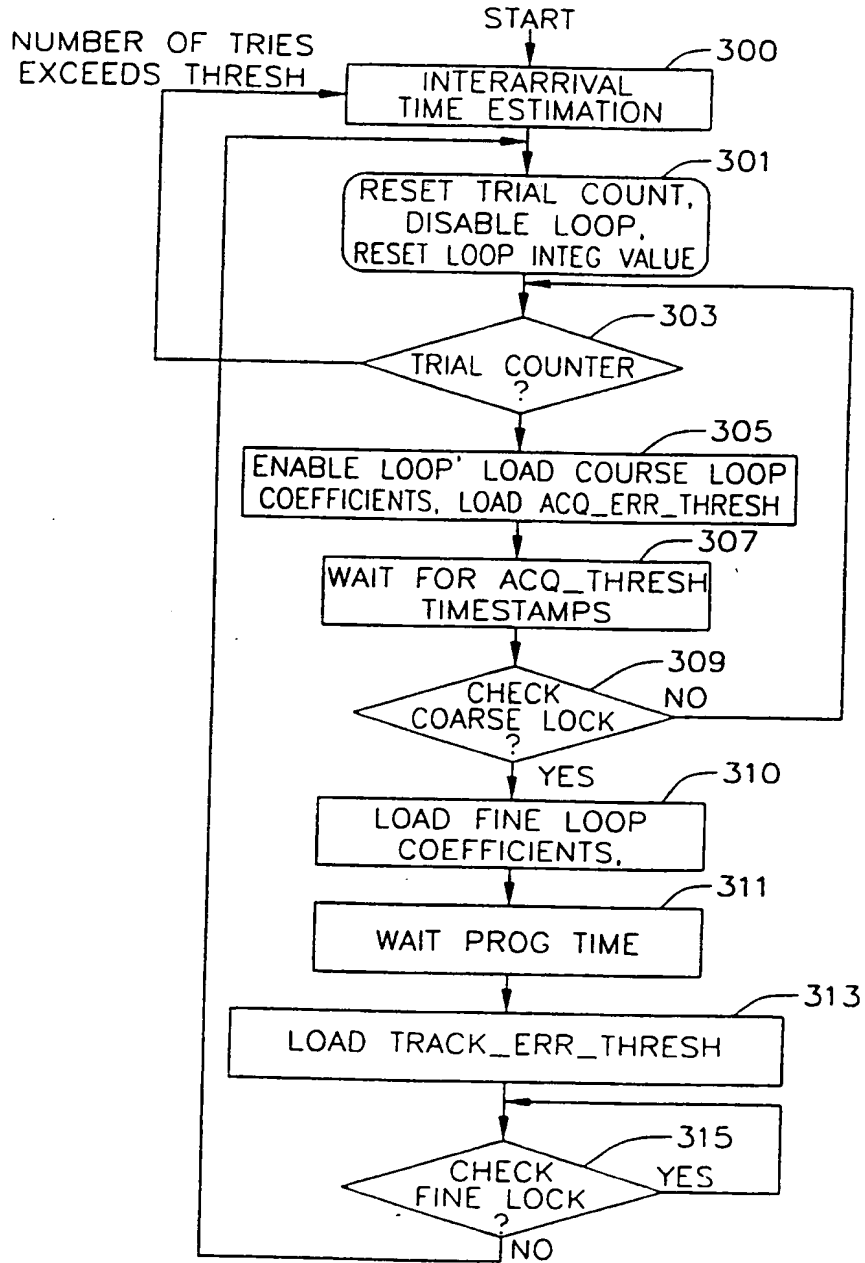 START
NUMBER OF TRIES
EXCEEDS THRESH
300
INTERARRIVAL
TIME ESTIMATION
301
RESET TRIAL COUNT,
DISABLE LOOP,
RESET LOOP INTEG VALUE
303
TRIAL COUNTER
?
305
ENABLE LOOP' LOAD COURSE LOOP
COEFFICIENTS, LOAD ACQ_ERR_THRESH
307
WAIT FOR ACQ_THRESH
TIMESTAMPS
309
CHECK
COARSE LOCK
?
NO
YES
310
LOAD FINE LOOP
COEFFICIENTS,
311
WAIT PROG TIME
313
LOAD TRACK_ERR_THRESH
315
CHECK
FINE LOCK
?
YES
NO